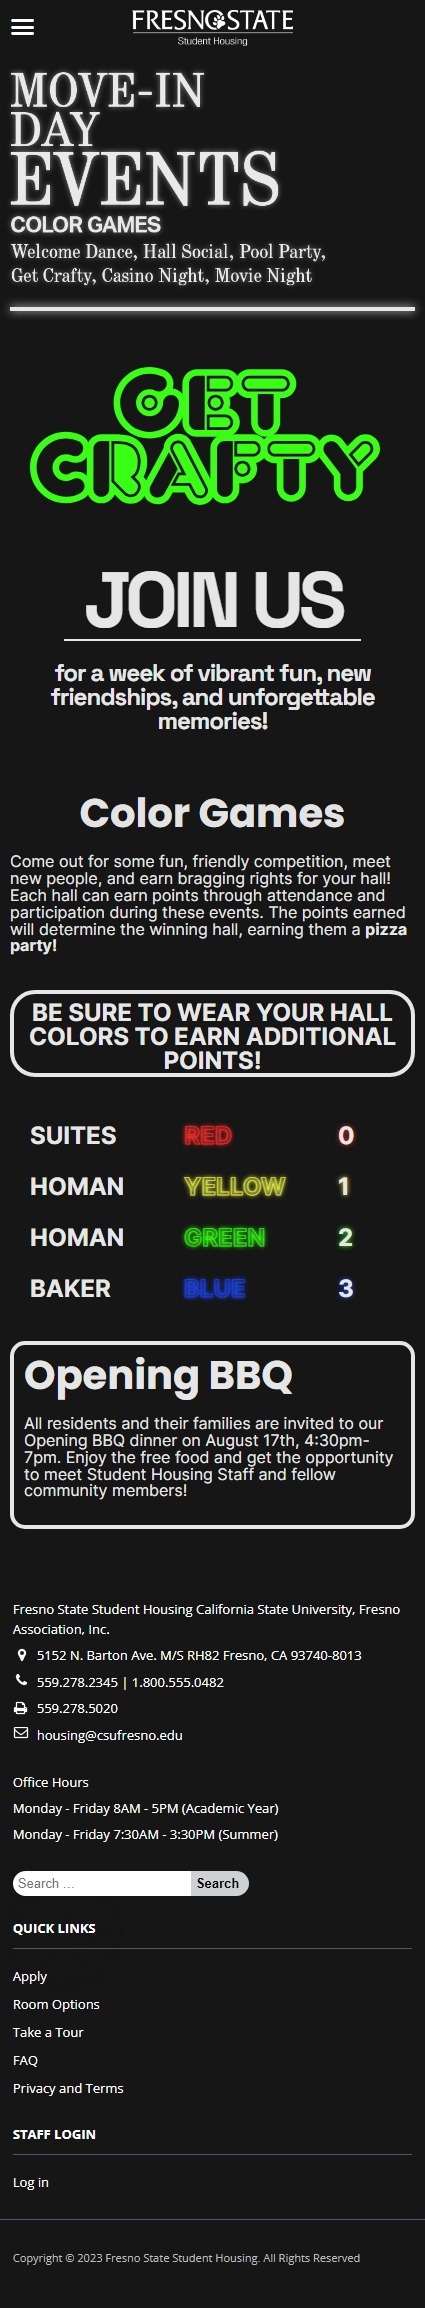 FRESNO STATE
Student Housing
MOVE-IN
DAY
EVENTS
COLOR GAMES
Welcome Dance, Hall Social, Pool Party,
Get Crafty, Casino Night, Movie Night
GET
CRAFTY
JOIN US
for a week of vibrant fun, new
friendships, and unforgettable
memories!
Color Games
Come out for some fun, friendly competition, meet
new people, and earn bragging rights for your hall!
Each hall can earn points through attendance and
participation during these events. The points earned
will determine the winning hall, earning them a pizza
party!
BE SURE TO WEAR YOUR HALL
COLORS TO EARN ADDITIONAL
POINTS!
SUITES RED 0
HOMAN YELLOW 1
HOMAN GREEN 2
BAKER BLUE 3
Opening BBQ
All residents and their families are invited to our
Opening BBQ dinner on August 17th, 4:30pm-
7pm. Enjoy the free food and get the opportunity
to meet Student Housing Staff and fellow
community members!
Fresno State Student Housing California State University, Fresno
Association, Inc.
5152 N. Barton Ave. M/S RH82 Fresno, CA 93740-8013
559.278.2345 | 1.800.555.0482
559.278.5020
housing@csufresno.edu
Office Hours
Monday - Friday 8AM - 5PM (Academic Year)
Monday - Friday 7:30AM - 3:30PM (Summer)
Search ... Search
QUICK LINKS
Apply
Room Options
Take a Tour
FAQ
Privacy and Terms
STAFF LOGIN
Log in
Copyright © 2023 Fresno State Student Housing. All Rights Reserved